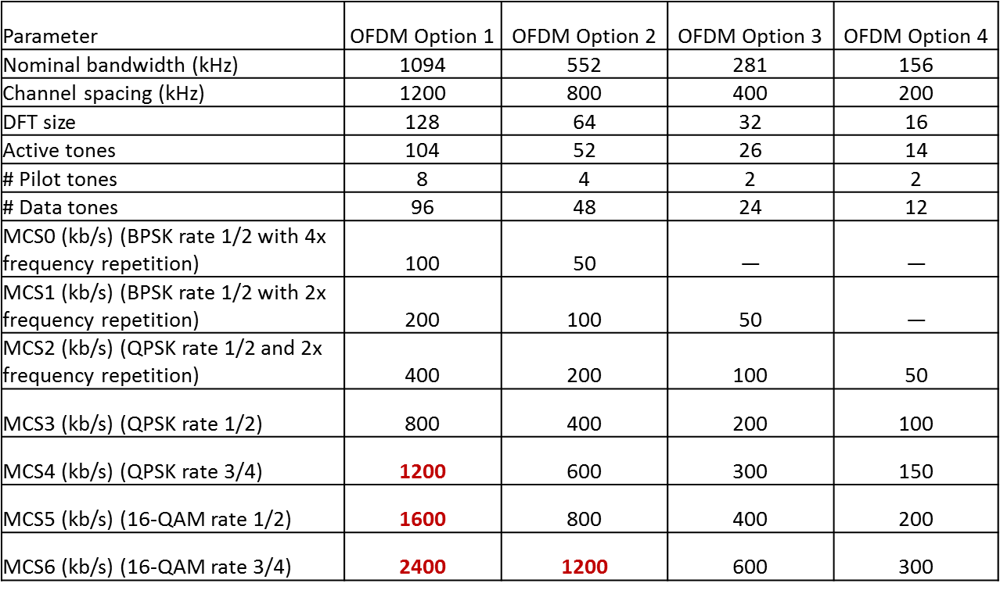 Parameter OFDM Option 1 OFDM Option 2 OFDM Option 3 OFDM Option 4
Nominal bandwidth (kHz) 1094 552 281 156
Channel spacing (kHz) 1200 800 400 200
DFT size 128 64 32 16
Active tones 104 52 26 14
# Pilot tones 8 4 2 2
# Data tones 96 48 24 12
MCS0 (kb/s) (BPSK rate 1/2 with 4x
frequency repetition) 100 50 — —
MCS1 (kb/s) (BPSK rate 1/2 with 2x
frequency repetition) 200 100 50 —
MCS2 (kb/s) (QPSK rate 1/2 and 2x
frequency repetition) 400 200 100 50
MCS3 (kb/s) (QPSK rate 1/2) 800 400 200 100
MCS4 (kb/s) (QPSK rate 3/4) 1200 600 300 150
MCS5 (kb/s) (16-QAM rate 1/2) 1600 800 400 200
MCS6 (kb/s) (16-QAM rate 3/4) 2400 1200 600 300